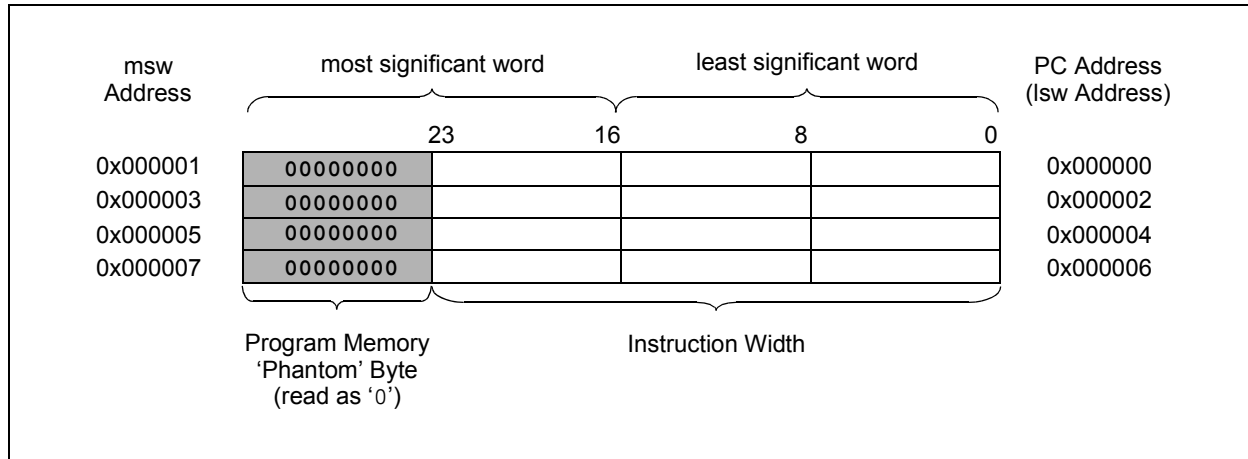 msw
Address
most significant word
least significant word
PC Address
(lsw Address)
23
16
8
0
0x000001
00000000
0x000000
0x000003
00000000
0x000002
0x000005
00000000
0x000004
0x000007
00000000
0x000006
Program Memory
‘Phantom’ Byte
(read as ‘0’)
Instruction Width